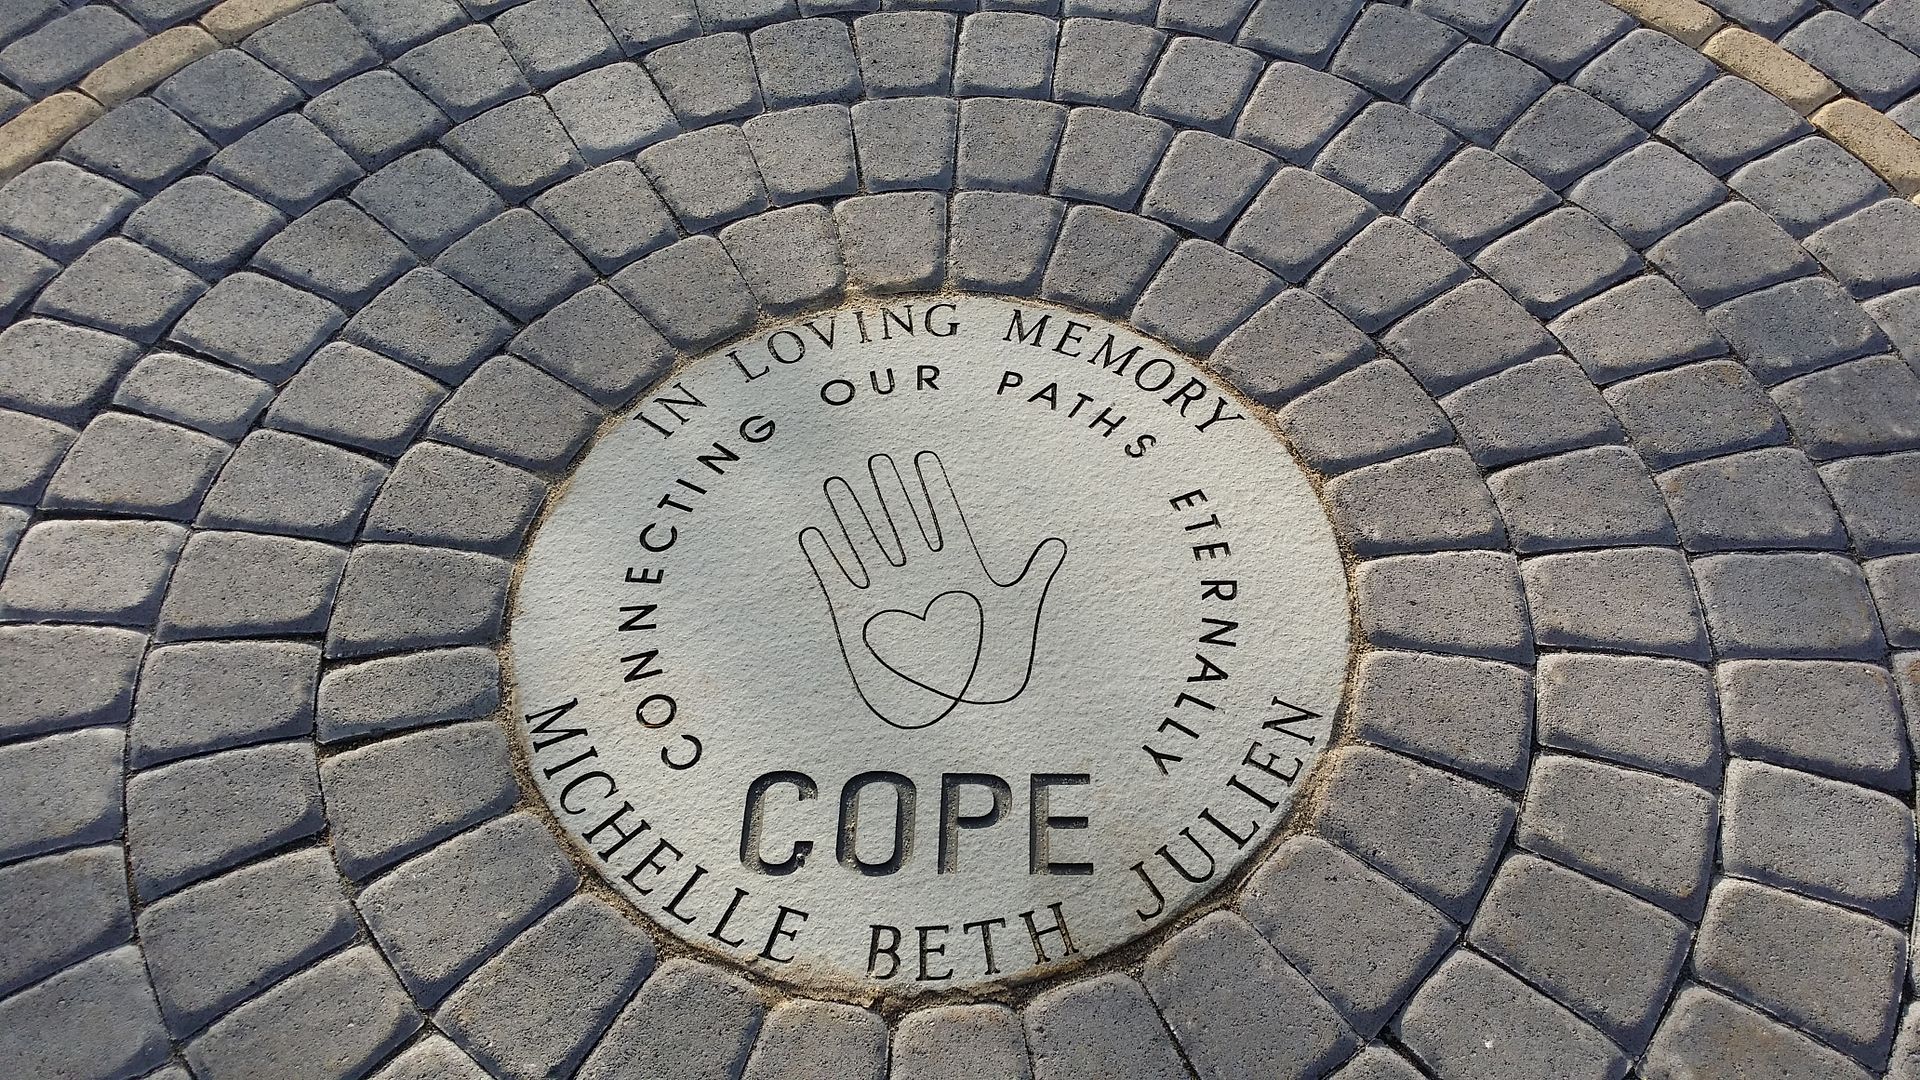 IN LOVING MEMORY
CONNECTING OUR PATHS ETERNALLY
COPE
MICHELLE BETH JULIEN